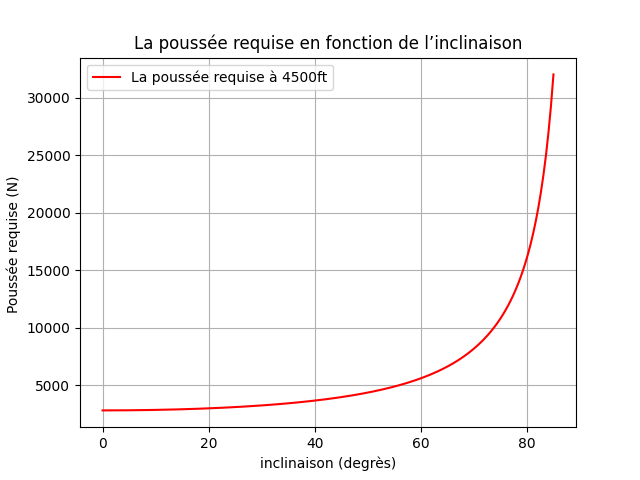 La poussée requise en fonction de l’inclinaison
La poussée requise à 4500ft
30000
25000
20000
15000
10000
5000
Poussée requise (N)
0 20 40 60 80
inclinaison (degrès)